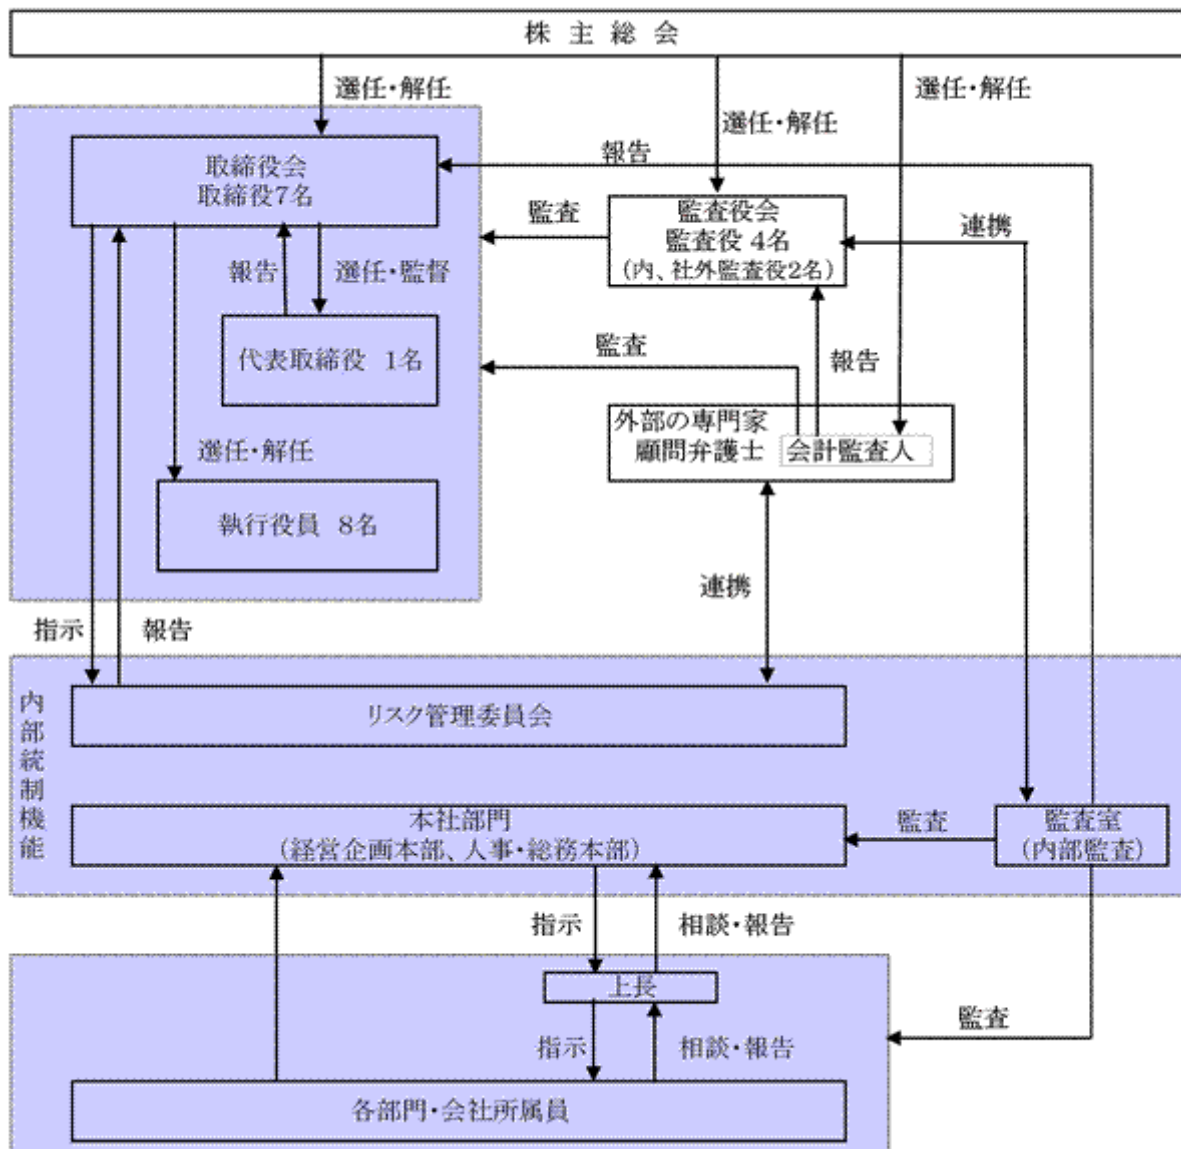 株 主 総 会
選任・解任
選任・解任
選任・解任
取締役会
取締役7名
報告
監査
監査役会
監査役 4名
(内、社外監査役2名)
連携
報告
選任・監督
代表取締役 1名
監査
報告
外部の専門家
顧問弁護士 会計監査人
選任・解任
執行役員 8名
連携
指示
報告
内部統制機能
リスク管理委員会
本社部門
(経営企画本部、人事・総務本部)
監査
監査室
(内部監査)
指示
相談・報告
上長
監査
指示
相談・報告
各部門・会社所属員